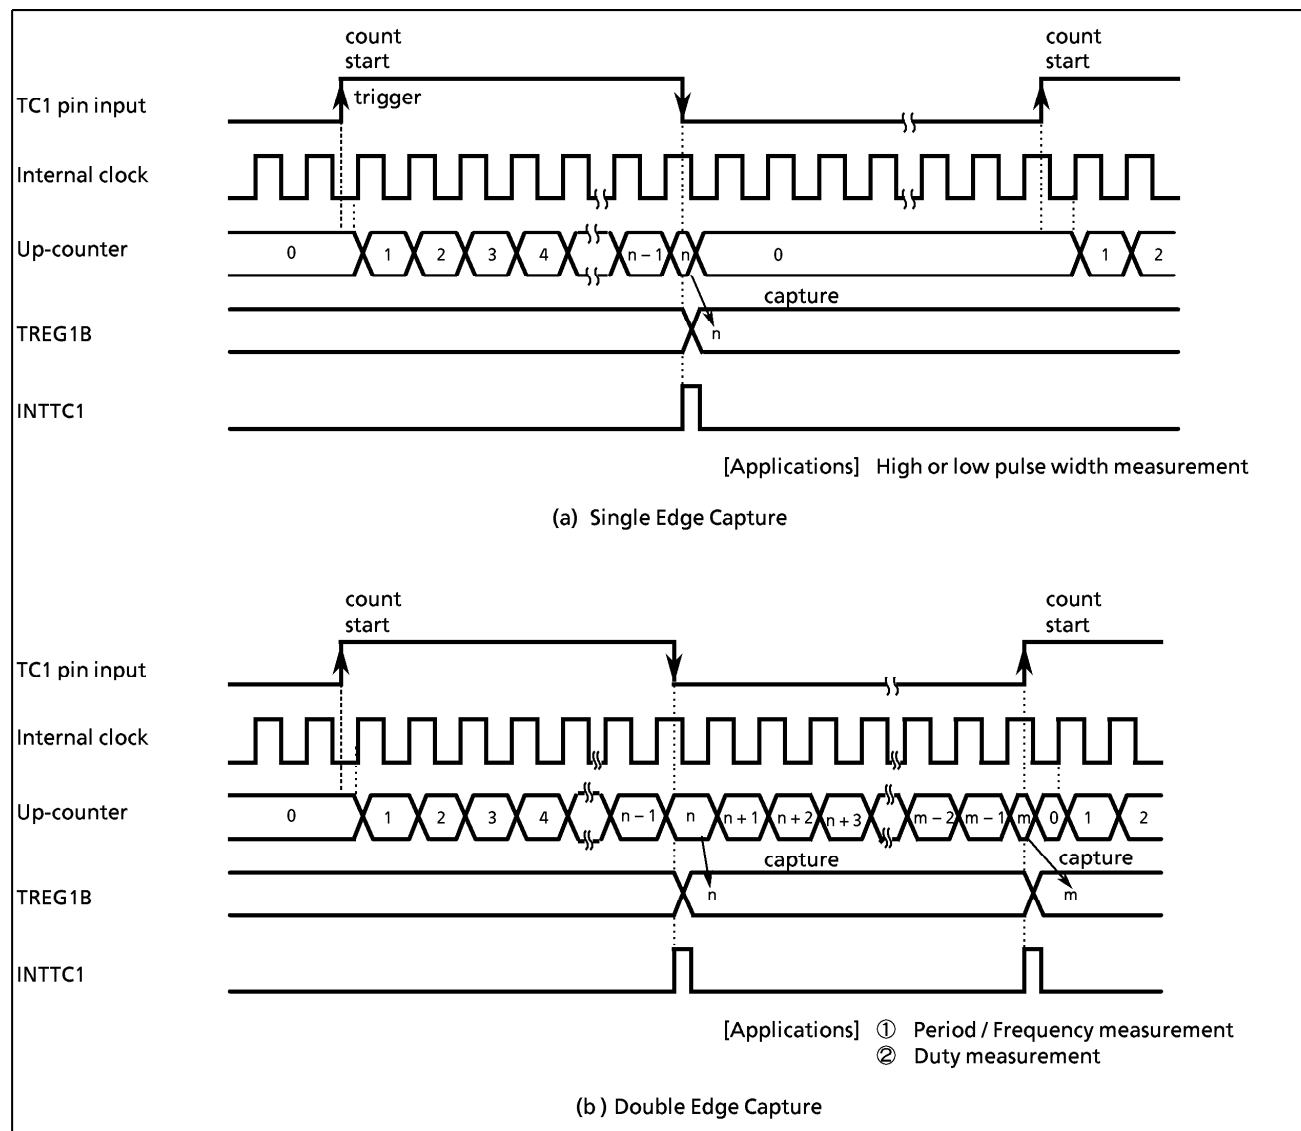 count
start
count
start
TC1 pin input
trigger
Internal clock
Up-counter
0
1
2
3
4
n – 1
n
0
1
2
capture
TREG1B
n
INTTC1
[Applications] High or low pulse width measurement
(a) Single Edge Capture
count
start
count
start
TC1 pin input
Internal clock
Up-counter
0
1
2
3
4
n – 1
n
n + 1
n + 2
n + 3
m – 2
m – 1
m
0
1
2
capture
capture
TREG1B
n
m
INTTC1
[Applications] ① Period / Frequency measurement
② Duty measurement
(b) Double Edge Capture